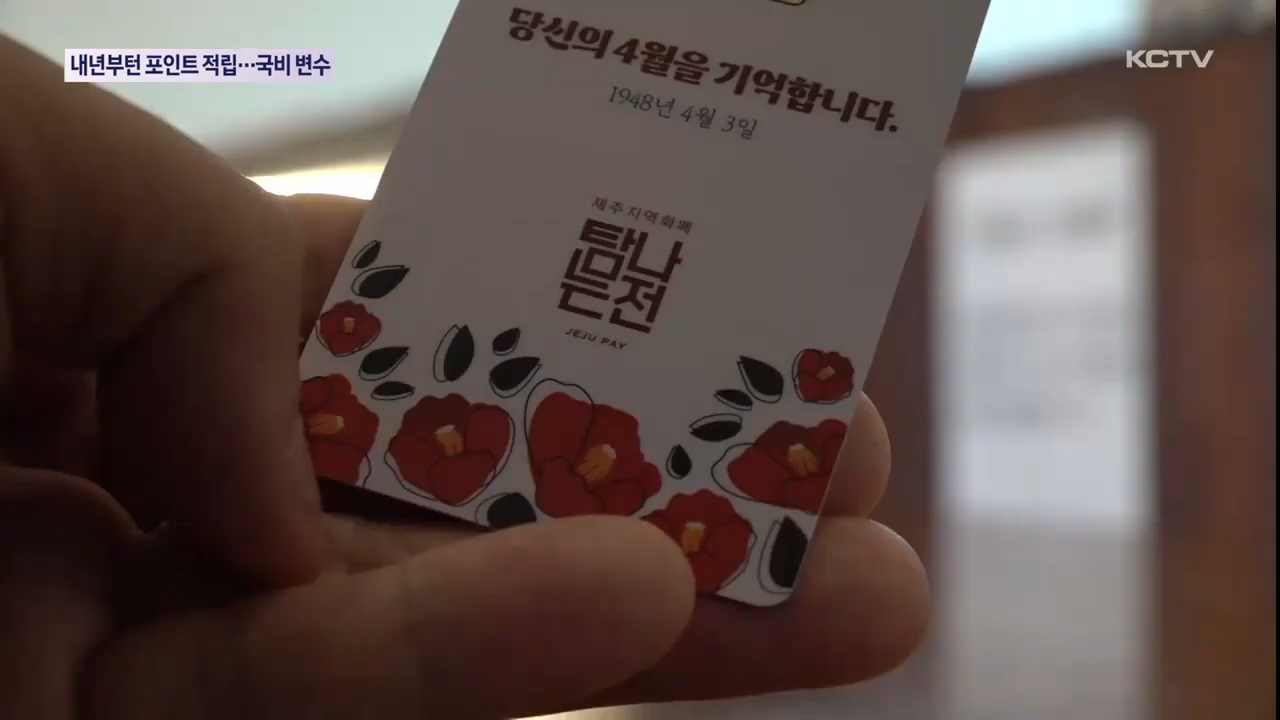 내년부턴 포인트 적립…국비 변수
KCTV
당신의 4월을 기억합니다.
1948년 4월 3일
제주지역화폐
탐나
는전
JEJU PAY